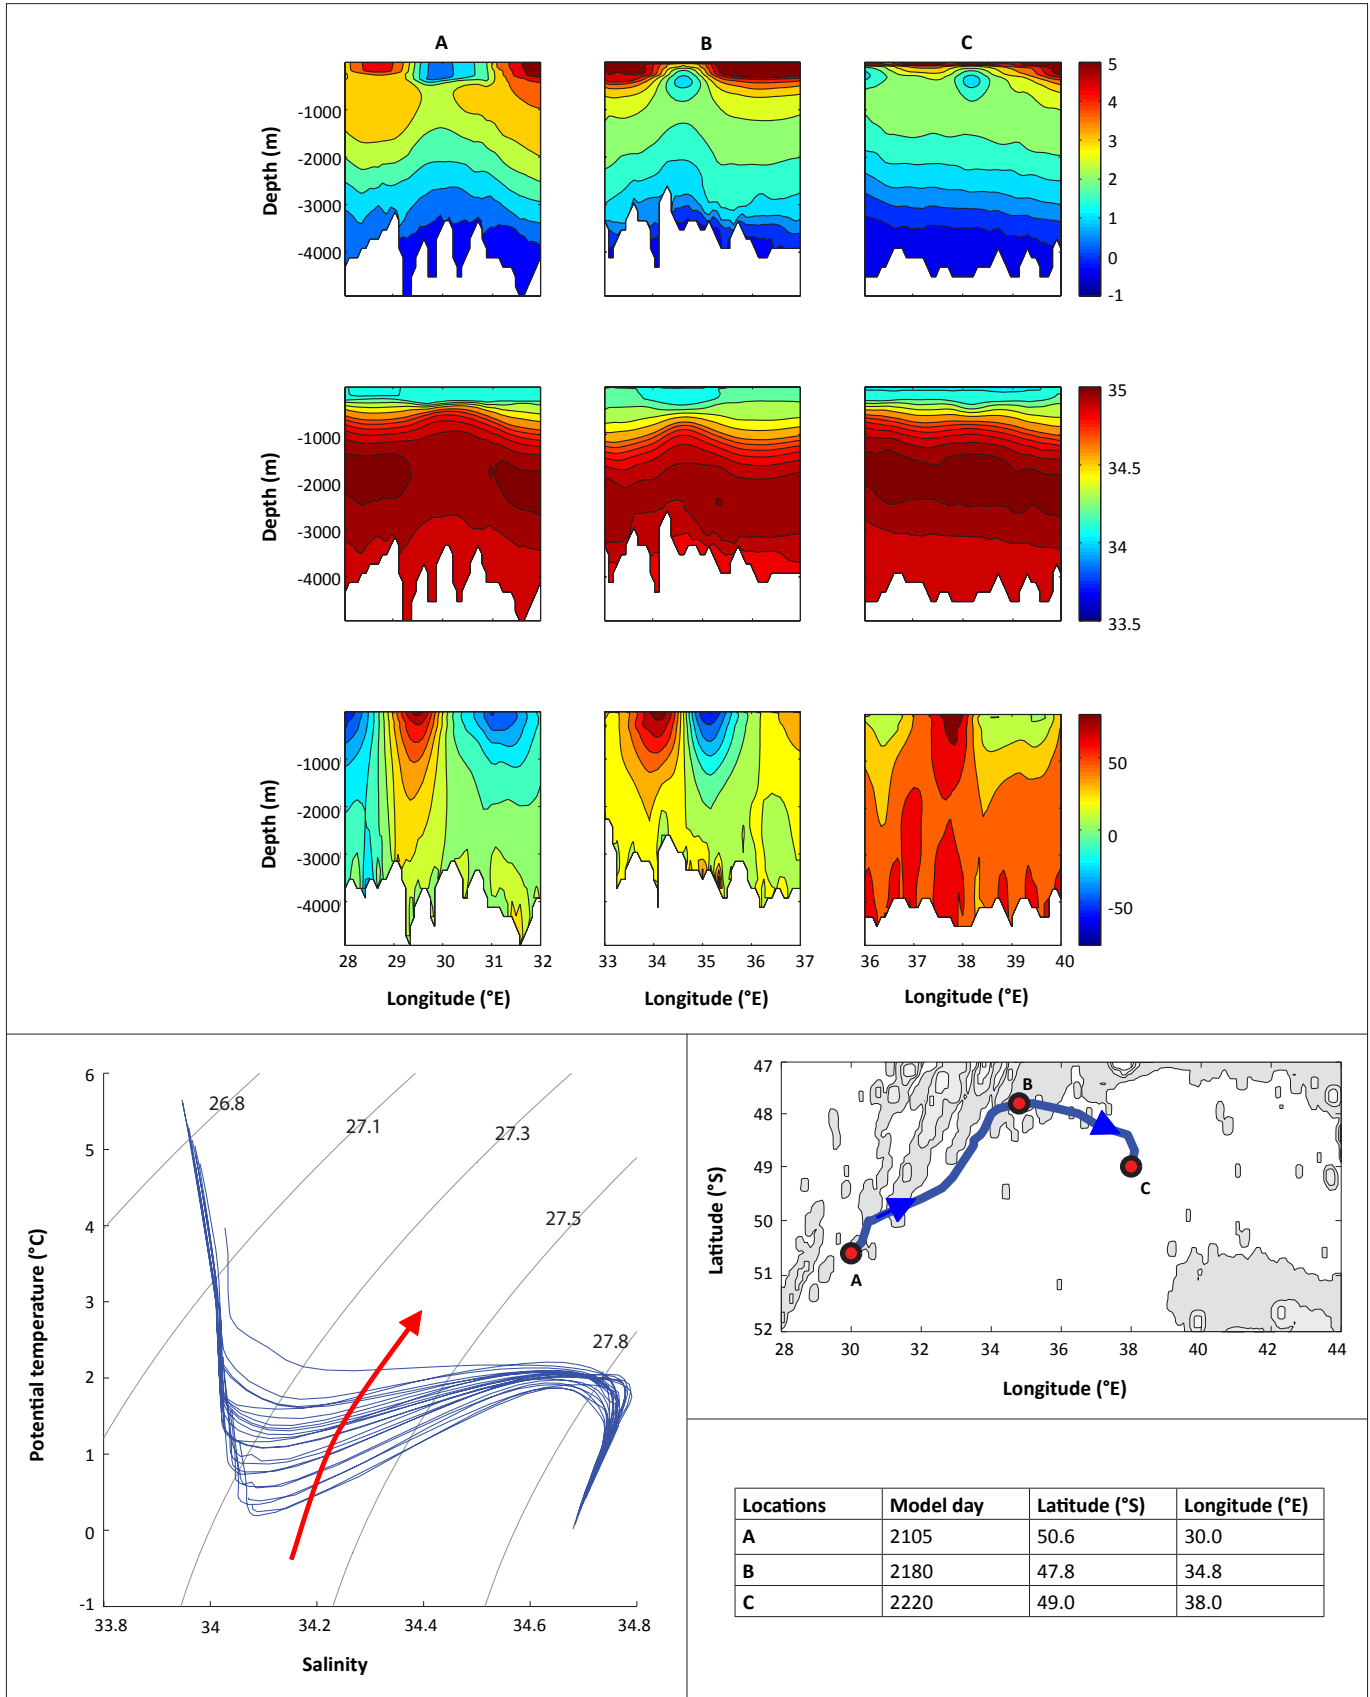 A B C
Depth (m)
-1000
-2000
-3000
-4000
5
4
3
2
1
0
-1
Depth (m)
-1000
-2000
-3000
-4000
35
34.5
34
33.5
Depth (m)
-1000
-2000
-3000
-4000
50
0
-50
28 29 30 31 32
33 34 35 36 37
36 37 38 39 40
Longitude (°E) Longitude (°E) Longitude (°E)
Potential temperature (°C)
6
5
4
3
2
1
0
-1
26.8
27.1
27.3
27.5
27.8
33.8 34 34.2 34.4 34.6 34.8
Salinity
Latitude (°S)
47
48
49
50
51
52
B
C
A
28 30 32 34 36 38 40 42 44
Longitude (°E)
Locations Model day Latitude (°S) Longitude (°E)
A 2105 50.6 30.0
B 2180 47.8 34.8
C 2220 49.0 38.0